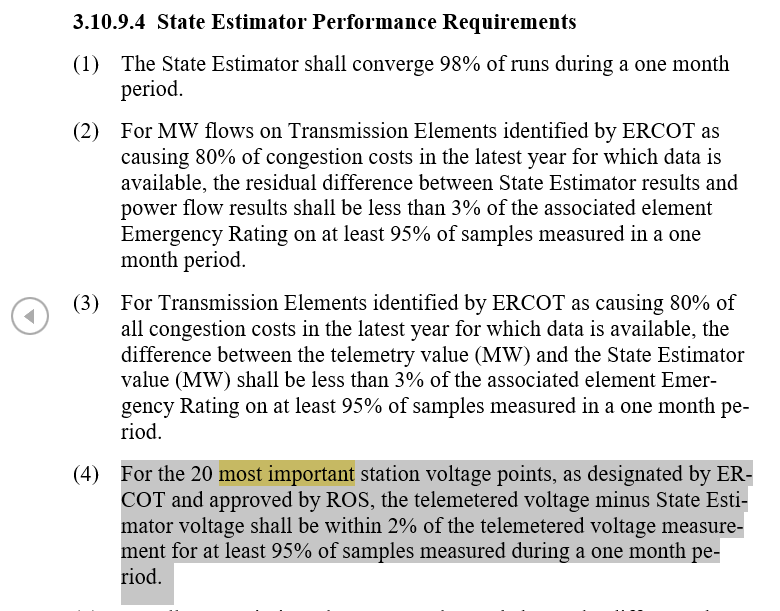 3.10.9.4 State Estimator Performance Requirements
(1) The State Estimator shall converge 98% of runs during a one month
period.
(2) For MW flows on Transmission Elements identified by ERCOT as
causing 80% of congestion costs in the latest year for which data is
available, the residual difference between State Estimator results and
power flow results shall be less than 3% of the associated element
Emergency Rating on at least 95% of samples measured in a one
month period.
(3) For Transmission Elements identified by ERCOT as causing 80% of
all congestion costs in the latest year for which data is available, the
difference between the telemetry value (MW) and the State Estimator
value (MW) shall be less than 3% of the associated element Emer-
gency Rating on at least 95% of samples measured in a one month pe-
riod.
(4) For the 20 most important station voltage points, as designated by ER-
COT and approved by ROS, the telemetered voltage minus State Esti-
mator voltage shall be within 2% of the telemetered voltage measure-
ment for at least 95% of samples measured during a one month pe-
riod.